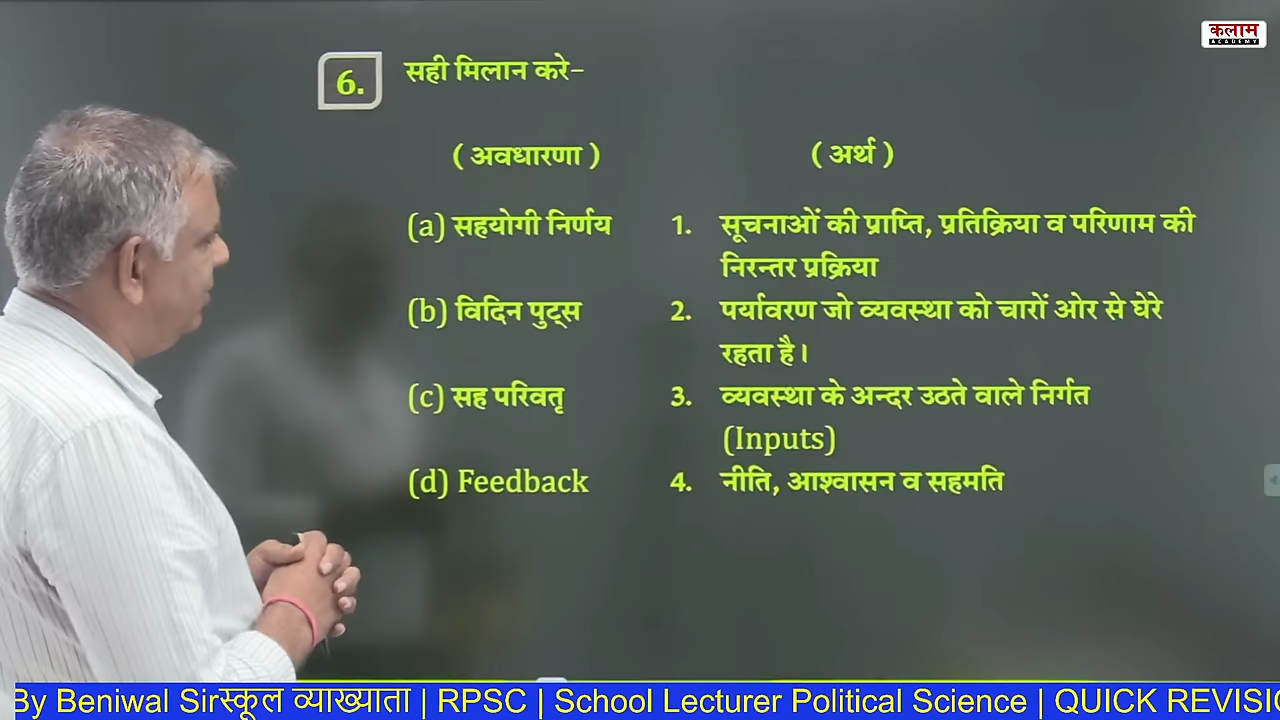 कलाम
ACADEMY
6. सही मिलान करे-
( अवधारणा ) ( अर्थ )
(a) सहयोगी निर्णय 1. सूचनाओं की प्राप्ति, प्रतिक्रिया व परिणाम की
निरन्तर प्रक्रिया
(b) विदिन पुट्स 2. पर्यावरण जो व्यवस्था को चारों ओर से घेरे
रहता है।
(c) सह परिवतृ 3. व्यवस्था के अन्दर उठते वाले निर्गत
(Inputs)
(d) Feedback 4. नीति, आश्वासन व सहमति
By Beniwal Sirस्कूल व्याख्याता | RPSC | School Lecturer Political Science | QUICK REVISI